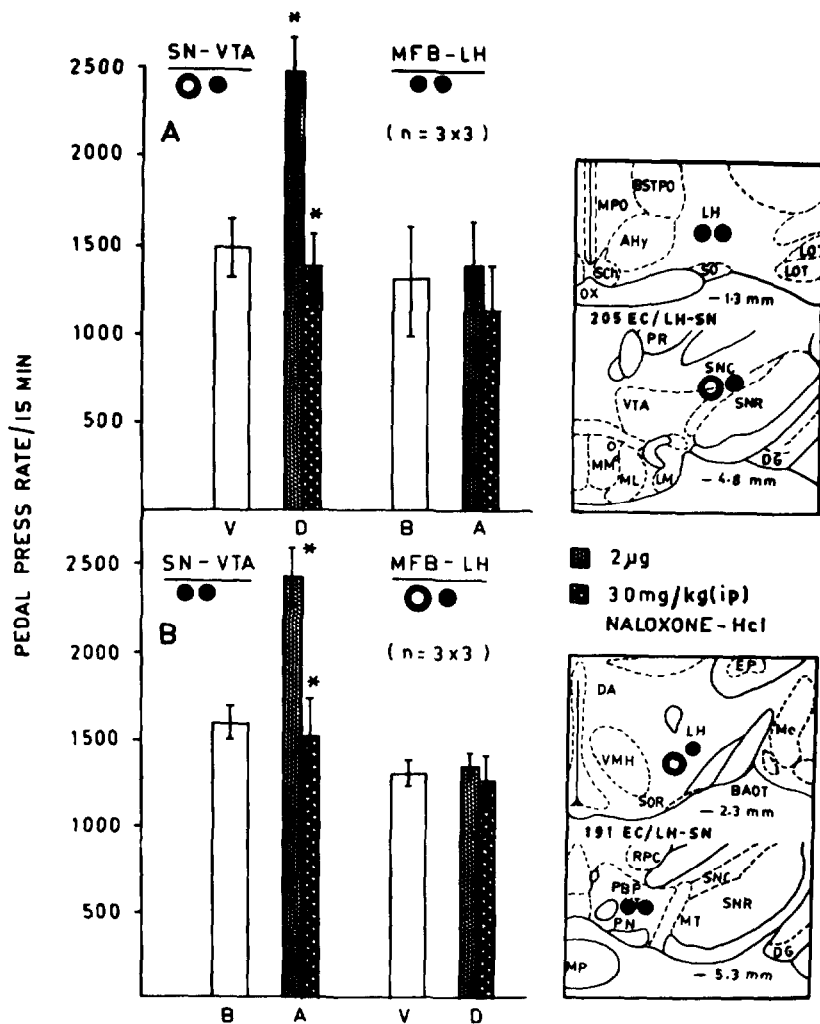 PEDAL PRESS RATE/15 MIN
SN-VTA
MFB-LH
A
(n = 3x3)
2500
2000
1500
1000
500
*
*
V
D
B
A
SN-VTA
MFB-LH
B
(n = 3x3)
2500
2000
1500
1000
500
*
*
B
A
V
D
BSTPO
MPO
LH
AHy
LOT
LOT
SCh
SO
OX
-1.3 mm
205 EC/LH-SN
PR
SNC
VTA
SNR
MM
ML
LM
DG
-4.8 mm
2µg
30mg/kg(ip)
NALOXONE-Hcl
EP
DA
LH
Me
VMH
SOR
BAOT
-2.3 mm
191 EC/LH-SN
RPC
SNC
PBP
SNR
MT
PN
DG
MP
-5.3 mm